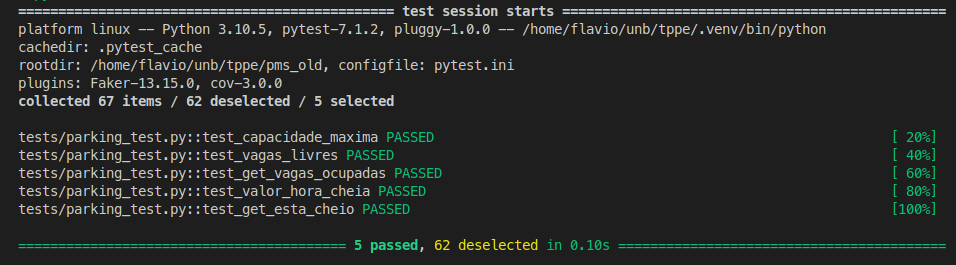 ============================================== test session starts ===============================================
platform linux -- Python 3.10.5, pytest-7.1.2, pluggy-1.0.0 -- /home/flavio/unb/tppe/.venv/bin/python
cachedir: .pytest_cache
rootdir: /home/flavio/unb/tppe/pms_old, configfile: pytest.ini
plugins: Faker-13.15.0, cov-3.0.0
collected 67 items / 62 deselected / 5 selected
tests/parking_test.py::test_capacidade_maxima PASSED [ 20%]
tests/parking_test.py::test_vagas_livres PASSED [ 40%]
tests/parking_test.py::test_get_vagas_ocupadas PASSED [ 60%]
tests/parking_test.py::test_valor_hora_cheia PASSED [ 80%]
tests/parking_test.py::test_get_esta_cheio PASSED [100%]
========================================= 5 passed, 62 deselected in 0.10s =========================================